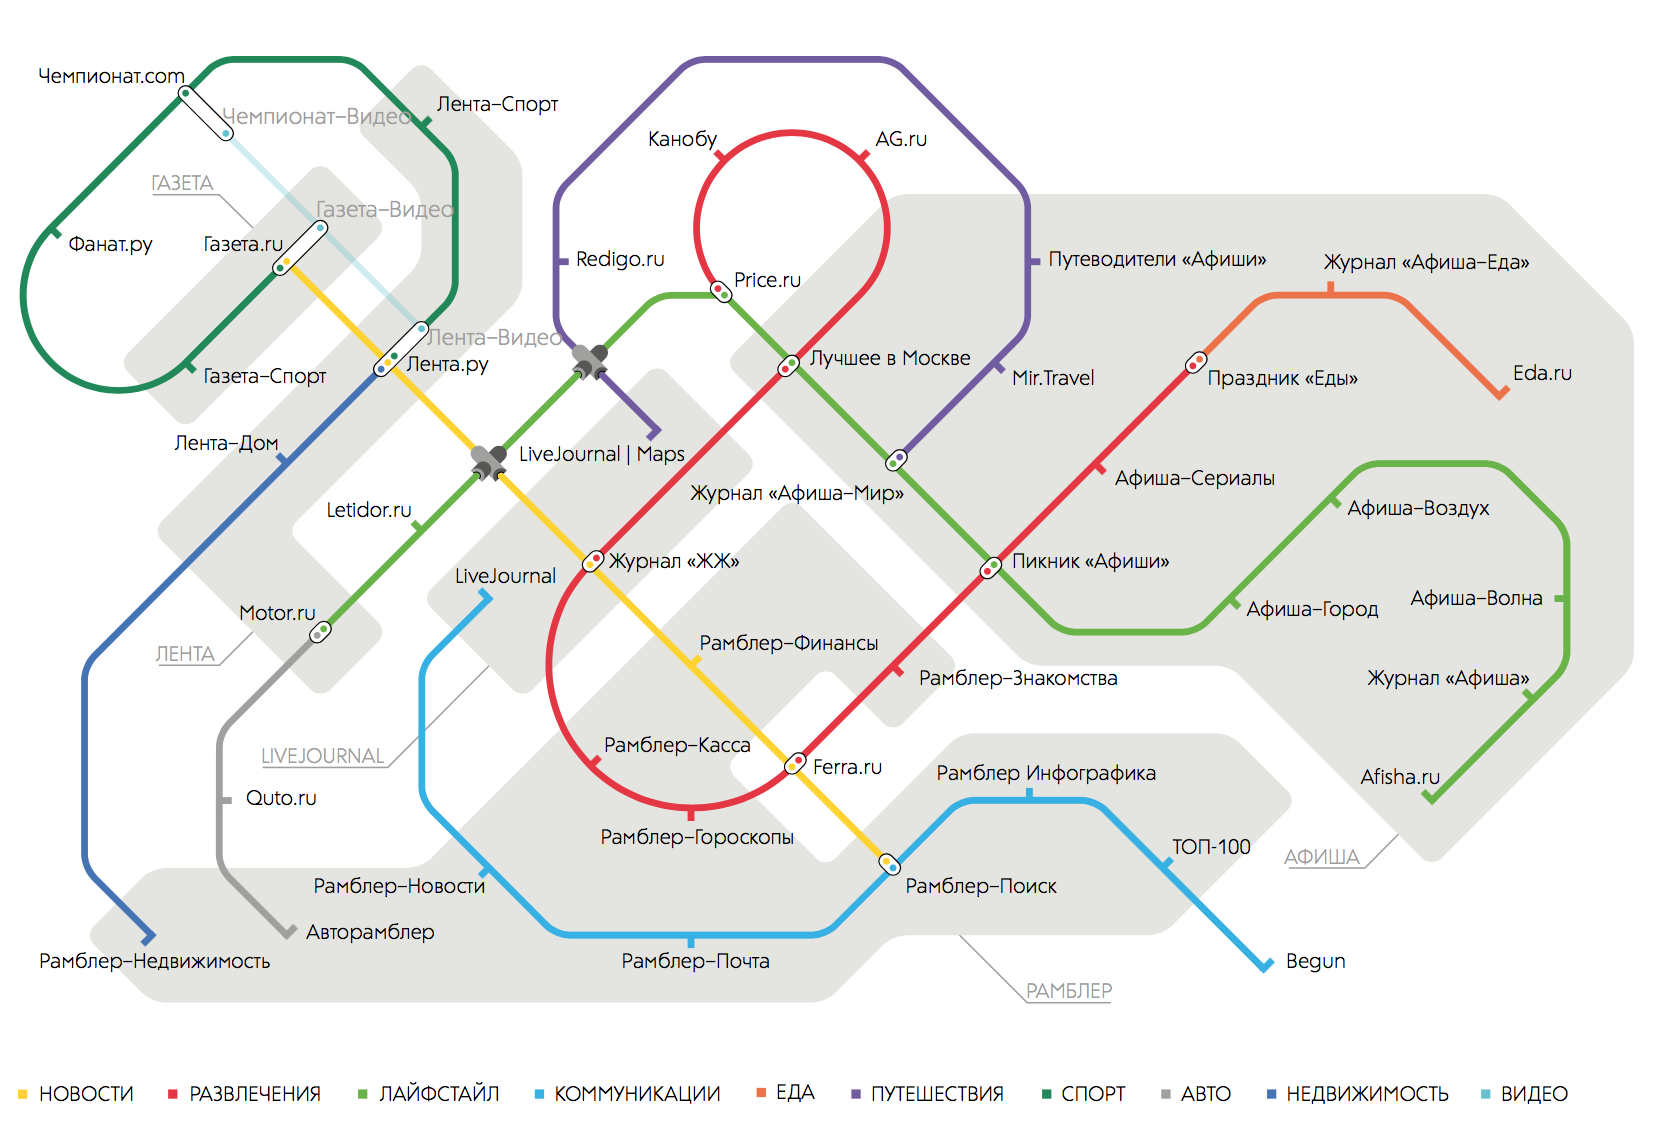 Чемпионат.com
Чемпионат–Видео
Лента–Спорт
Канобу
AG.ru
ГАЗЕТА
Газета–Видео
Фанат.ру
Газета.ru
Redigo.ru
Price.ru
Путеводители «Афиши»
Журнал «Афиша–Еда»
Лента–Видео
Лента.ру
Газета–Спорт
Лучшее в Москве
Mir.Travel
Праздник «Еды»
Eda.ru
Лента–Дом
LiveJournal | Maps
Журнал «Афиша–Мир»
Афиша–Сериалы
Letidor.ru
Афиша–Воздух
LiveJournal
Журнал «ЖЖ»
Пикник «Афиши»
Motor.ru
Афиша–Город
Афиша–Волна
ЛЕНТА
Рамблер–Финансы
Рамблер–Знакомства
Журнал «Афиша»
LIVEJOURNAL
Рамблер–Касса
Ferra.ru
Рамблер Инфографика
Afisha.ru
Quto.ru
Рамблер–Гороскопы
ТОП-100
АФИША
Рамблер–Новости
Рамблер–Поиск
Авторамблер
Рамблер–Недвижимость
Рамблер–Почта
Begun
РАМБЛЕР
НОВОСТИ РАЗВЛЕЧЕНИЯ ЛАЙФСТАЙЛ КОММУНИКАЦИИ ЕДА ПУТЕШЕСТВИЯ СПОРТ АВТО НЕДВИЖИМОСТЬ ВИДЕО